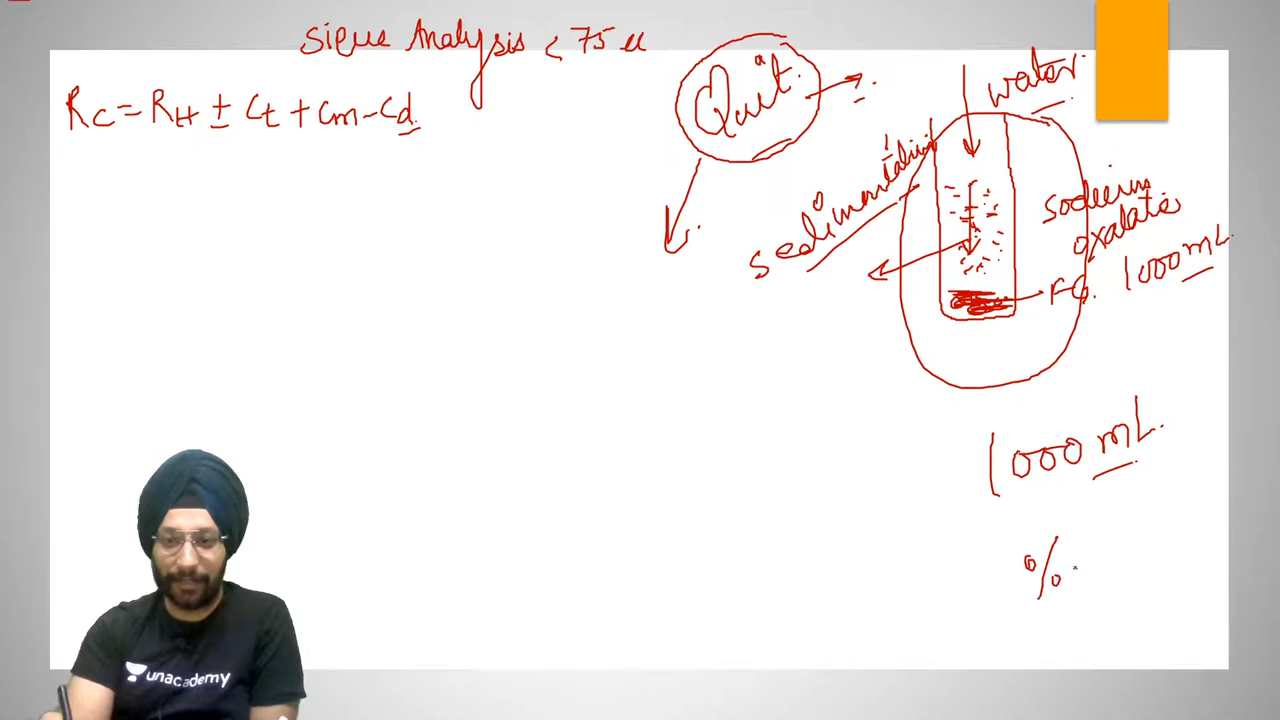 Sieve Analysis < 75 μ
Rc = RH ± Ct + Cm - Cd
Quit.
water
sedimentation
Sodium
oxalate
FG. 1000 mL
1000 mL.
%
unacademy